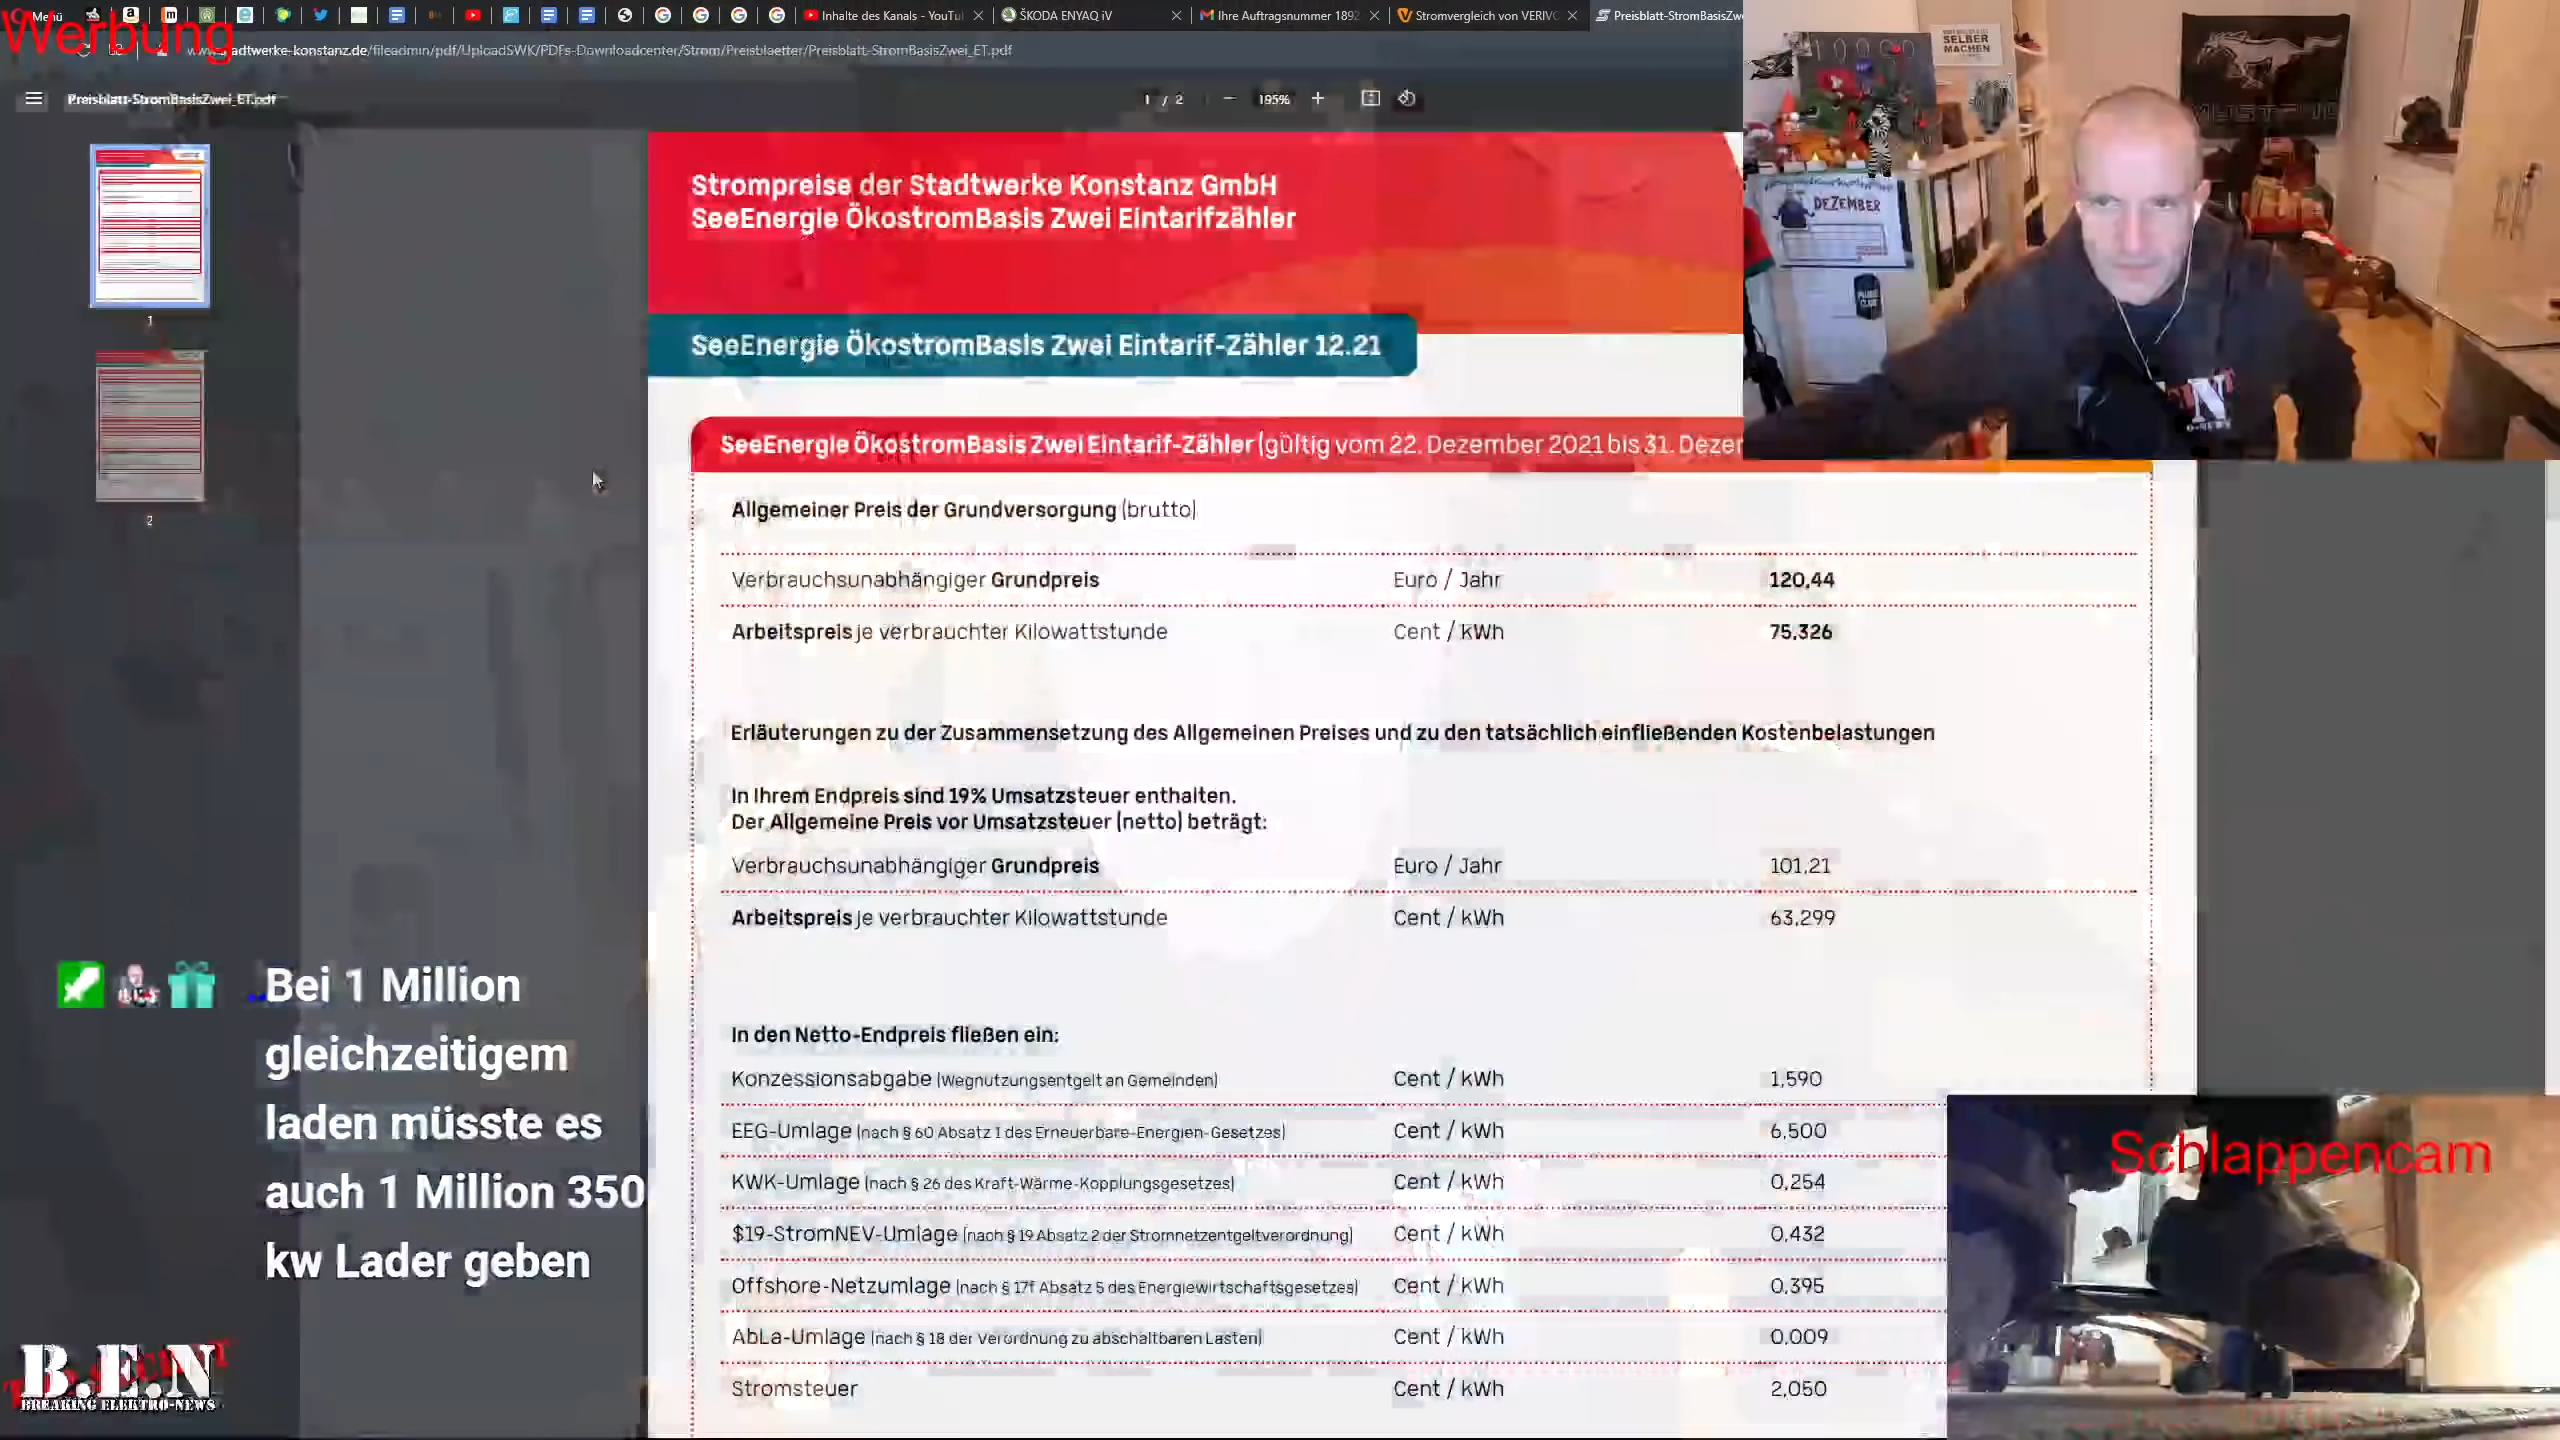 Menü
Inhalte des Kanals - YouTu
ŠKODA ENYAQ iV
Ihre Auftragsnummer 1892
Stromvergleich von VERIVO
Preisblatt-StromBasisZwe
Werbung
adtwerke-konstanz.de/fileadmin/pdf/UploadSWK/PDFs-Downloadcenter/Strom/Preisblaetter/Preisblatt-StromBasisZwei_ET.pdf
Preisblatt-StromBasisZwei_ET.pdf
1 / 2
195%
1
2
Strompreise der Stadtwerke Konstanz GmbH
SeeEnergie ÖkostromBasis Zwei Eintarifzähler
SeeEnergie ÖkostromBasis Zwei Eintarif-Zähler 12.21
SeeEnergie ÖkostromBasis Zwei Eintarif-Zähler (gültig vom 22. Dezember 2021 bis 31. Dezer
Allgemeiner Preis der Grundversorgung (brutto)
Verbrauchsunabhängiger Grundpreis Euro / Jahr 120,44
Arbeitspreis je verbrauchter Kilowattstunde Cent / kWh 75,326
Erläuterungen zu der Zusammensetzung des Allgemeinen Preises und zu den tatsächlich einfließenden Kostenbelastungen
In Ihrem Endpreis sind 19% Umsatzsteuer enthalten.
Der Allgemeine Preis vor Umsatzsteuer (netto) beträgt:
Verbrauchsunabhängiger Grundpreis Euro / Jahr 101,21
Arbeitspreis je verbrauchter Kilowattstunde Cent / kWh 63,299
In den Netto-Endpreis fließen ein:
Konzessionsabgabe (Wegnutzungsentgelt an Gemeinden) Cent / kWh 1,590
EEG-Umlage (nach § 60 Absatz 1 des Erneuerbare-Energien-Gesetzes) Cent / kWh 6,500
KWK-Umlage (nach § 26 des Kraft-Wärme-Kopplungsgesetzes) Cent / kWh 0,254
$19-StromNEV-Umlage (nach § 19 Absatz 2 der Stromnetzentgeltverordnung) Cent / kWh 0,432
Offshore-Netzumlage (nach § 17f Absatz 5 des Energiewirtschaftsgesetzes) Cent / kWh 0,395
AbLa-Umlage (nach § 18 der Verordnung zu abschaltbaren Lasten) Cent / kWh 0,009
Stromsteuer Cent / kWh 2,050
Bei 1 Million
gleichzeitigem
laden müsste es
auch 1 Million 350
kw Lader geben
B.E.N
BREAKING ELEKTRO-NEWS
SELBER
MACHEN
DEZEMBER
MUSTANG
Schlappencam